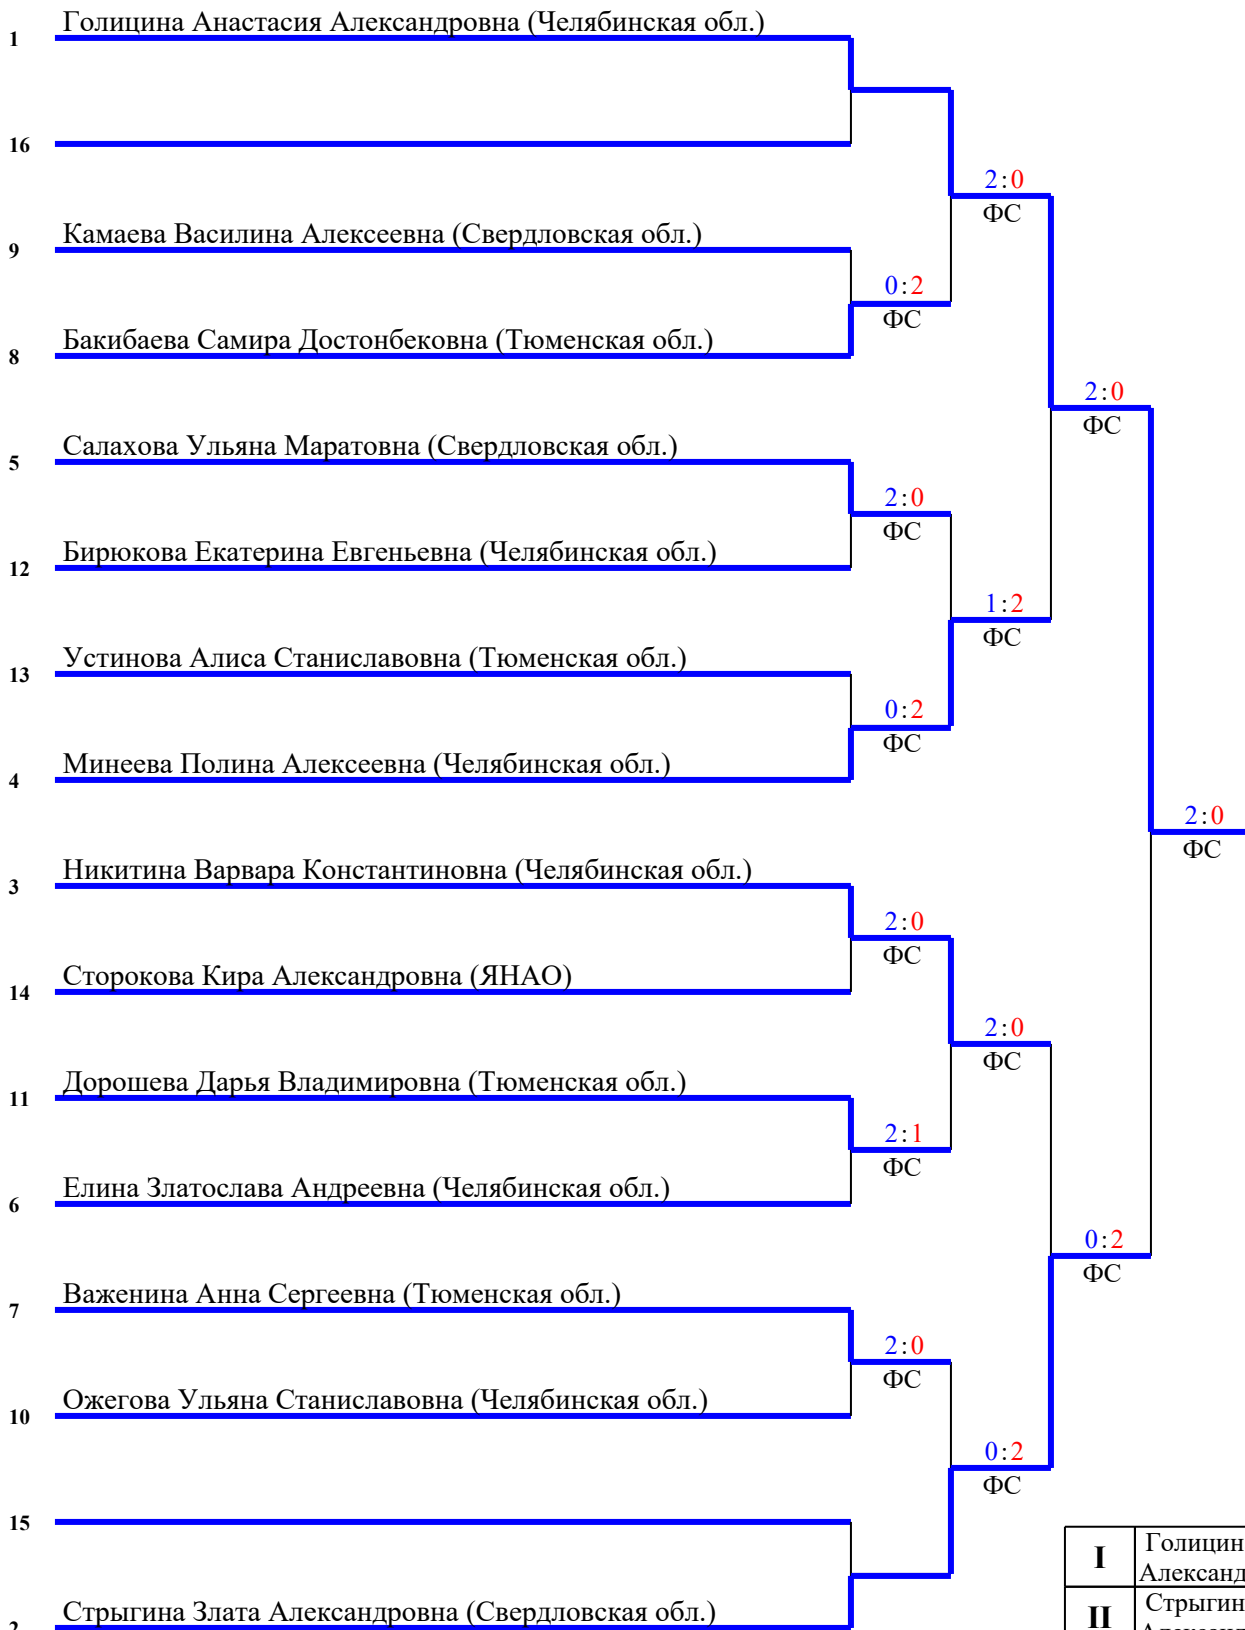 Голицина Анастасия Александровна (Челябинская обл.)
1
16
2:0
ФС
Камаева Василина Алексеевна (Свердловская обл.)
9
0:2
ФС
Бакибаева Самира Достонбековна (Тюменская обл.)
8
2:0
ФС
Салахова Ульяна Маратовна (Свердловская обл.)
5
2:0
ФС
Бирюкова Екатерина Евгеньевна (Челябинская обл.)
12
1:2
ФС
Устинова Алиса Станиславовна (Тюменская обл.)
13
0:2
ФС
Минеева Полина Алексеевна (Челябинская обл.)
4
2:0
ФС
Никитина Варвара Константиновна (Челябинская обл.)
3
2:0
ФС
Сторокова Кира Александровна (ЯНАО)
14
2:0
ФС
Дорошева Дарья Владимировна (Тюменская обл.)
11
2:1
ФС
Елина Златослава Андреевна (Челябинская обл.)
6
0:2
ФС
Важенина Анна Сергеевна (Тюменская обл.)
7
2:0
ФС
Ожегова Ульяна Станиславовна (Челябинская обл.)
10
0:2
ФС
15
Стрыгина Злата Александровна (Свердловская обл.)
2
I
Голицин
Александ
II
Стрыгин